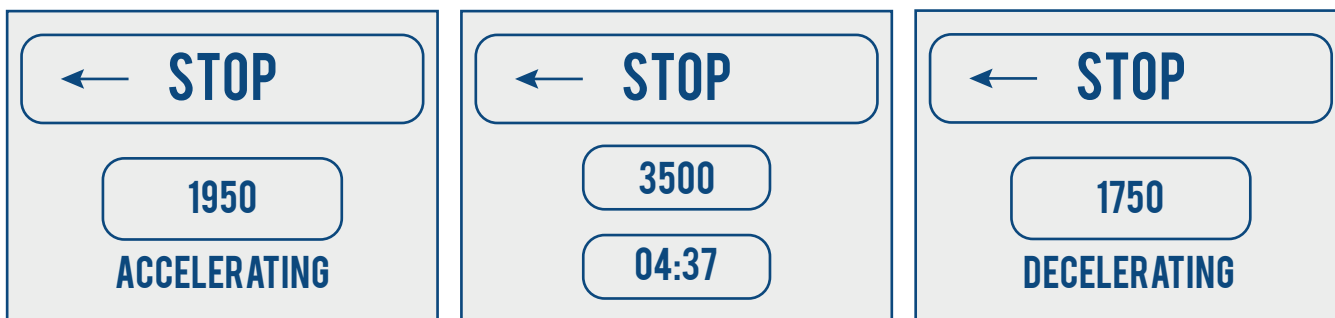 STOP
1950
ACCELERATING
STOP
3500
04:37
STOP
1750
DECELERATING